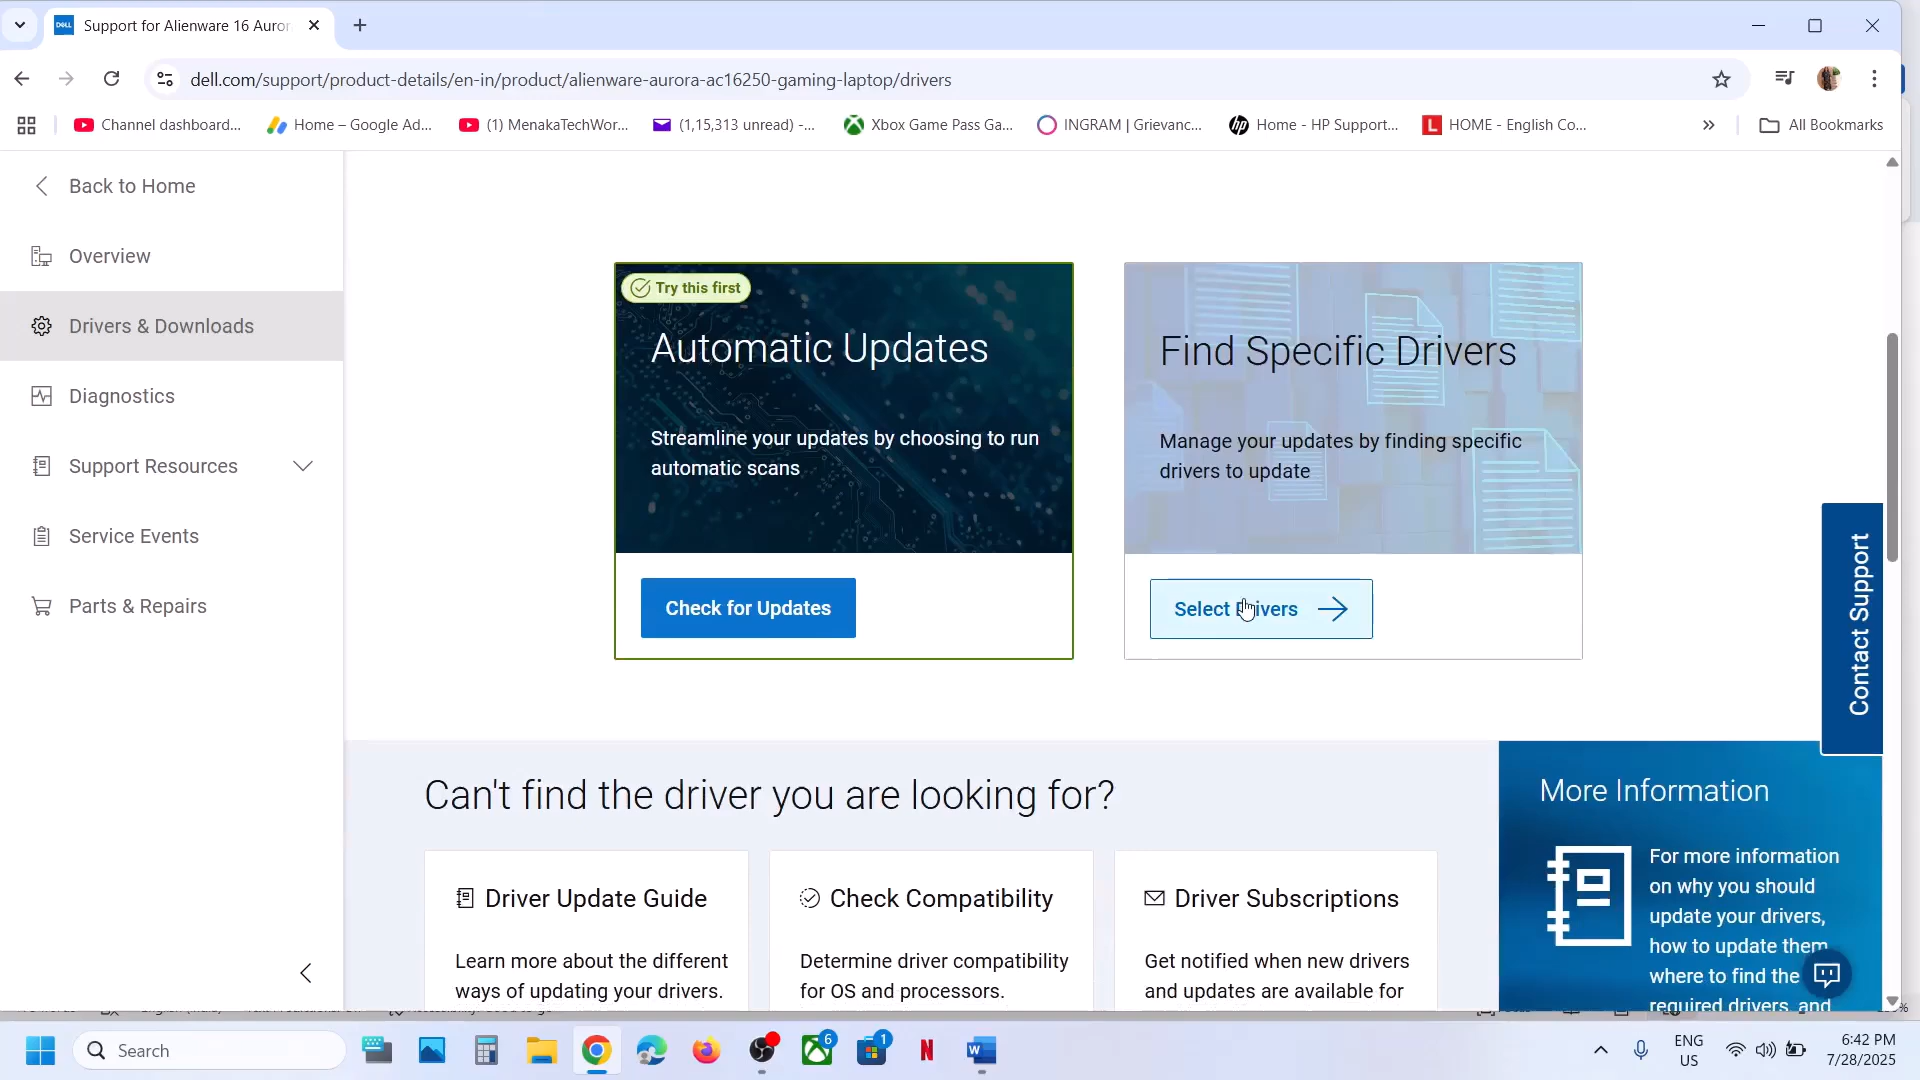 Support for Alienware 16 Auror
dell.com/support/product-details/en-in/product/alienware-aurora-ac16250-gaming-laptop/drivers
Channel dashboard...
Home – Google Ad...
(1) MenakaTechWor...
(1,15,313 unread) -...
Xbox Game Pass Ga...
INGRAM | Grievanc...
Home - HP Support...
HOME - English Co...
All Bookmarks
Back to Home
Overview
Drivers & Downloads
Diagnostics
Support Resources
Service Events
Parts & Repairs
Try this first
Automatic Updates
Streamline your updates by choosing to run
automatic scans
Check for Updates
Find Specific Drivers
Manage your updates by finding specific
drivers to update
Select Drivers
Contact Support
Can't find the driver you are looking for?
Driver Update Guide
Learn more about the different
ways of updating your drivers.
Check Compatibility
Determine driver compatibility
for OS and processors.
Driver Subscriptions
Get notified when new drivers
and updates are available for
More Information
For more information
on why you should
update your drivers,
how to update them,
where to find the
required drivers, and
Search
6
1
ENG
US
6:42 PM
7/28/2025